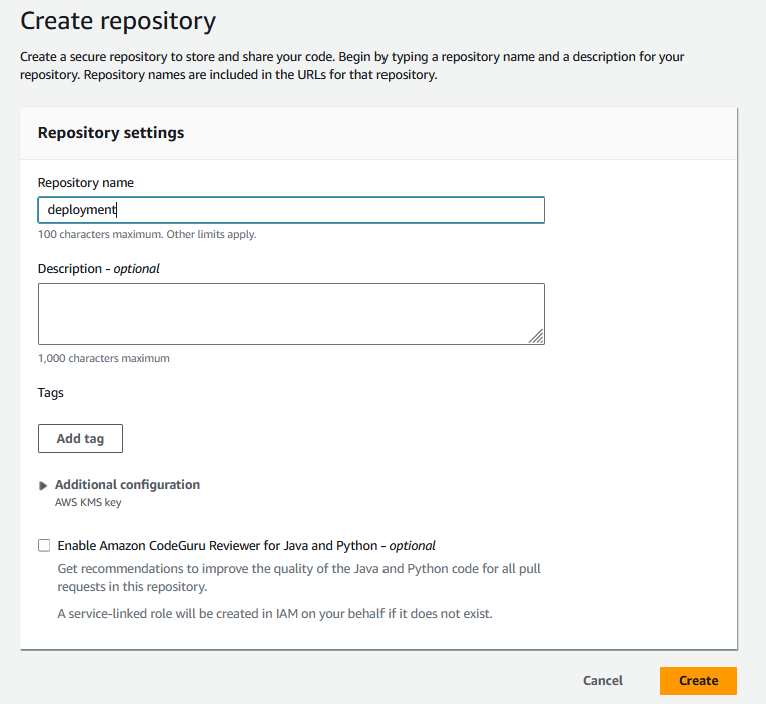 Create repository
Create a secure repository to store and share your code. Begin by typing a repository name and a description for your
repository. Repository names are included in the URLs for that repository.
Repository settings
Repository name
deployment
100 characters maximum. Other limits apply.
Description - optional
1,000 characters maximum
Tags
Add tag
Additional configuration
AWS KMS key
Enable Amazon CodeGuru Reviewer for Java and Python – optional
Get recommendations to improve the quality of the Java and Python code for all pull
requests in this repository.
A service-linked role will be created in IAM on your behalf if it does not exist.
Cancel
Create